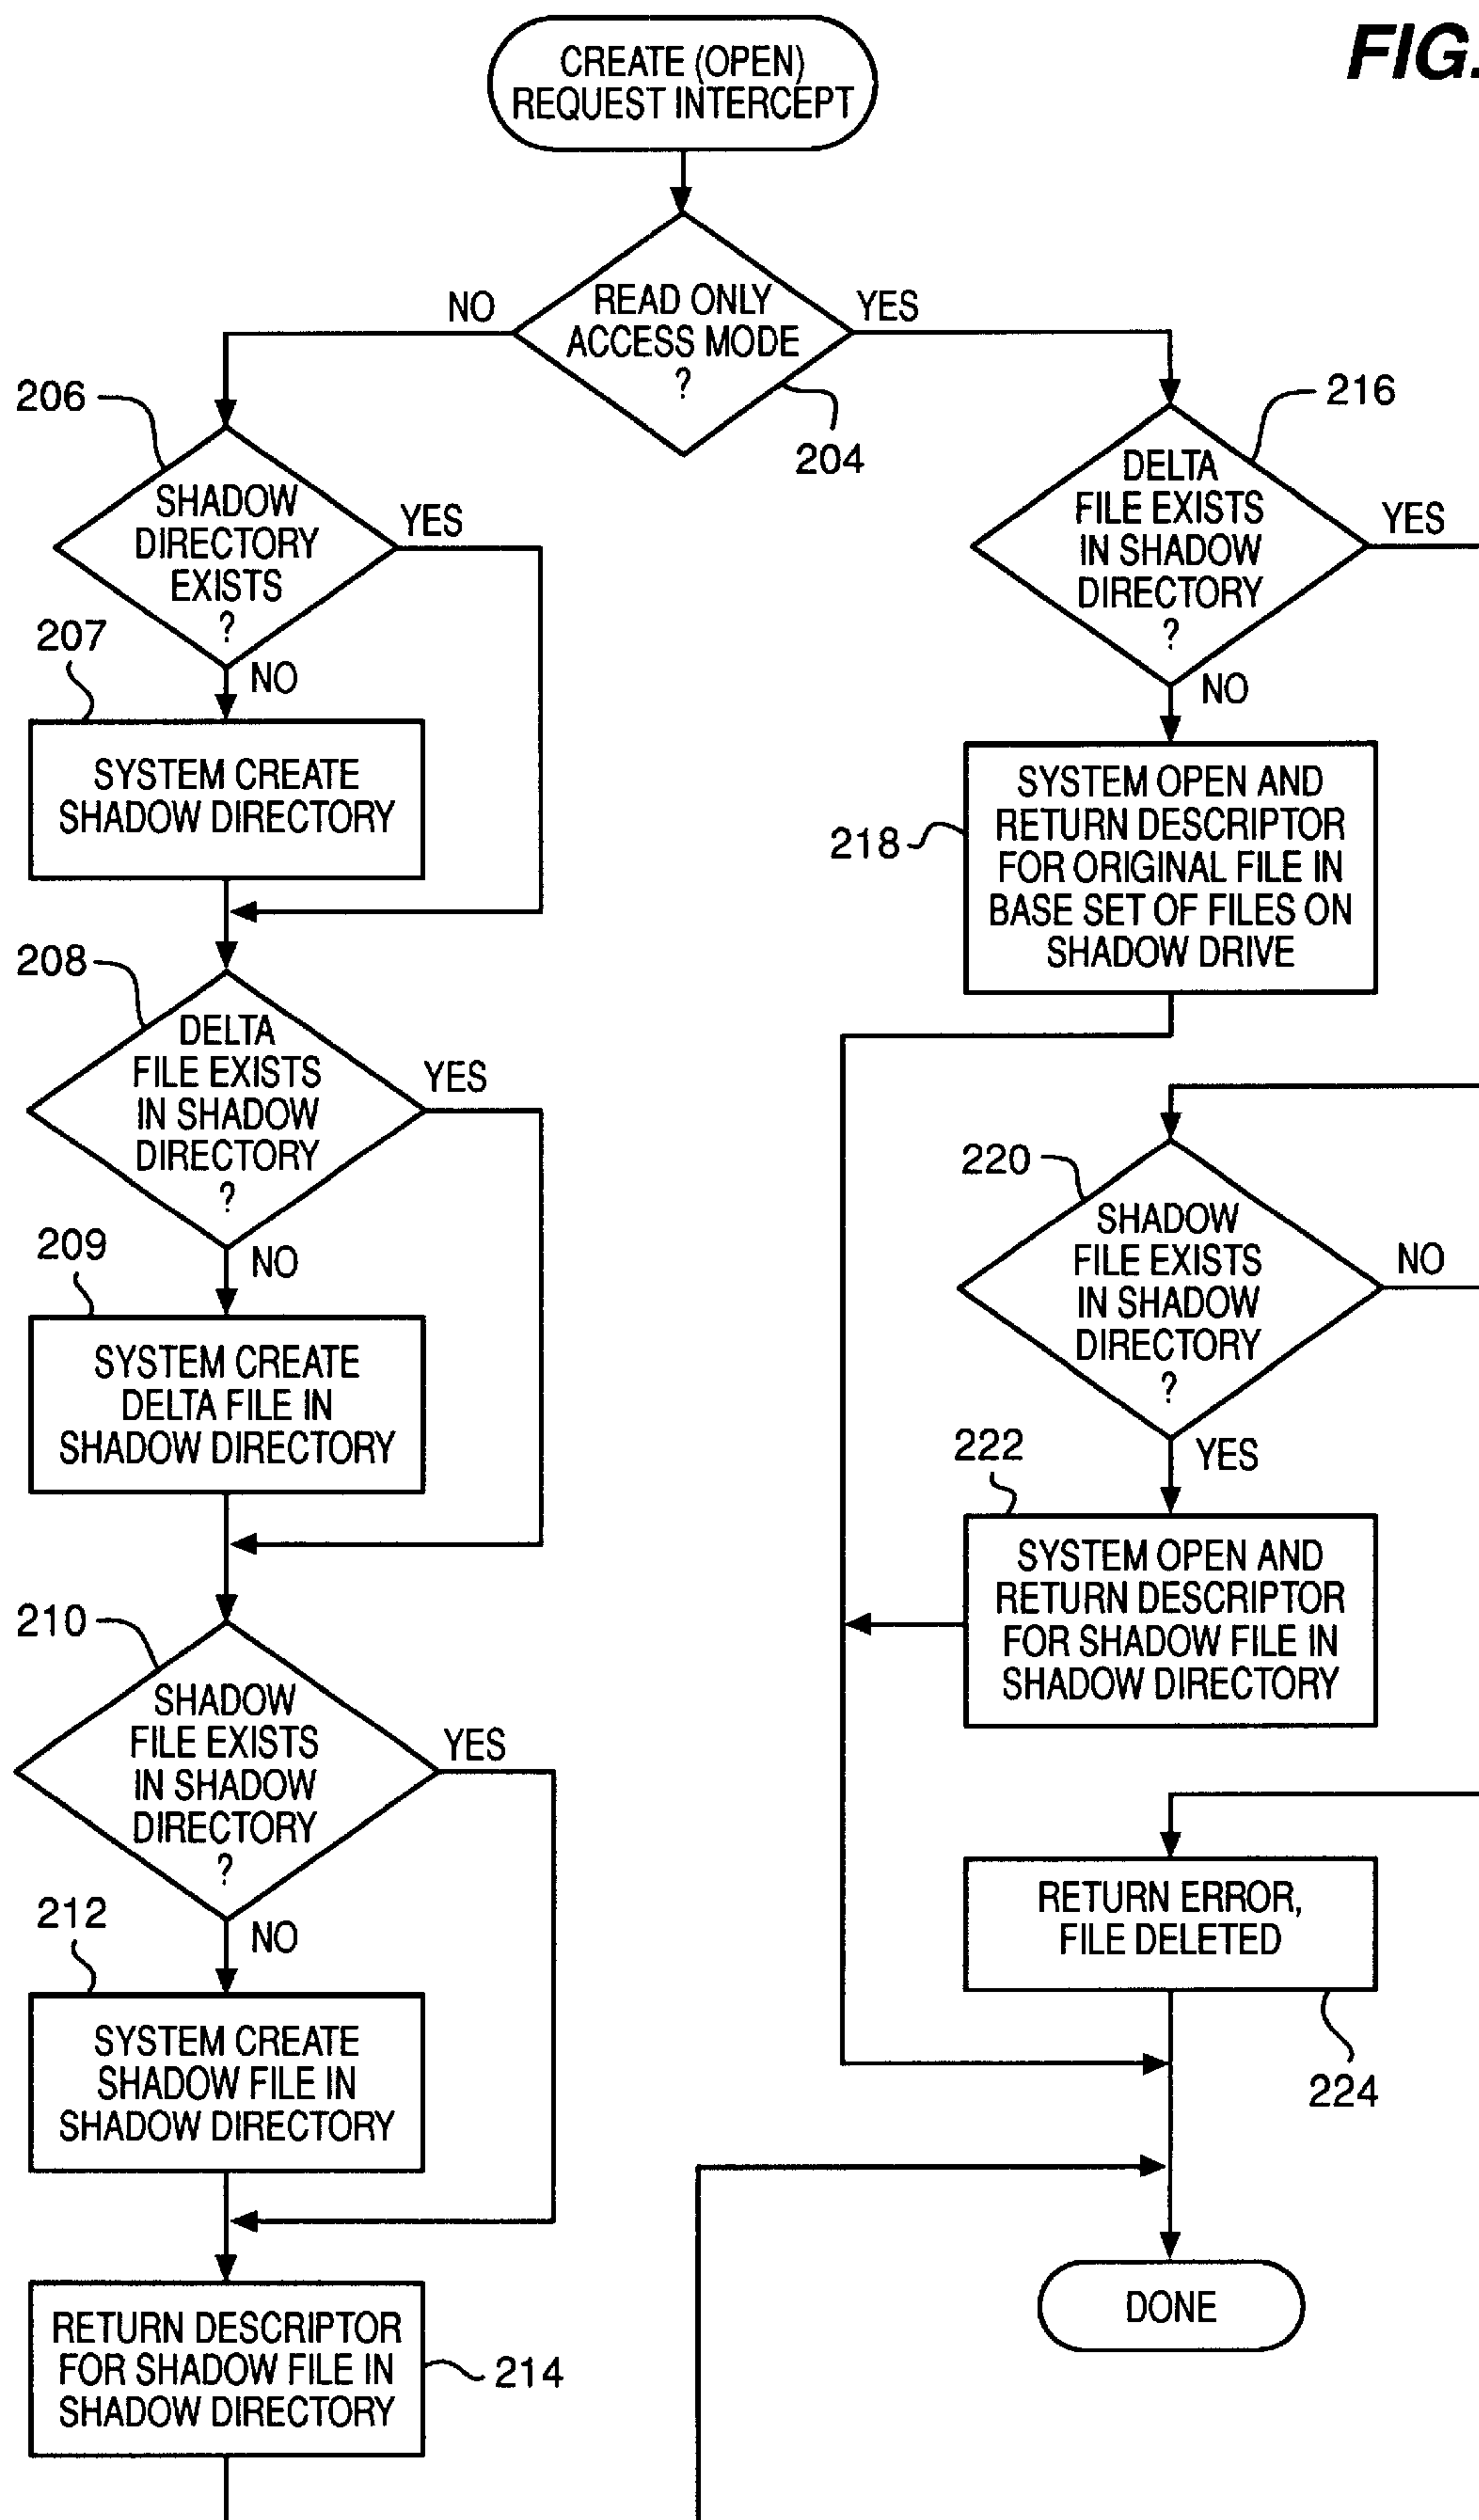 FIG.
CREATE (OPEN)
REQUEST INTERCEPT
READ ONLY
ACCESS MODE
?
NO
YES
204
206
SHADOW
DIRECTORY
EXISTS
?
YES
NO
207
SYSTEM CREATE
SHADOW DIRECTORY
208
DELTA
FILE EXISTS
IN SHADOW
DIRECTORY
?
YES
NO
209
SYSTEM CREATE
DELTA FILE IN
SHADOW DIRECTORY
210
SHADOW
FILE EXISTS
IN SHADOW
DIRECTORY
?
YES
NO
212
SYSTEM CREATE
SHADOW FILE IN
SHADOW DIRECTORY
RETURN DESCRIPTOR
FOR SHADOW FILE IN
SHADOW DIRECTORY
214
216
DELTA
FILE EXISTS
IN SHADOW
DIRECTORY
?
YES
NO
218
SYSTEM OPEN AND
RETURN DESCRIPTOR
FOR ORIGINAL FILE IN
BASE SET OF FILES ON
SHADOW DRIVE
220
SHADOW
FILE EXISTS
IN SHADOW
DIRECTORY
?
NO
YES
222
SYSTEM OPEN AND
RETURN DESCRIPTOR
FOR SHADOW FILE IN
SHADOW DIRECTORY
RETURN ERROR,
FILE DELETED
224
DONE